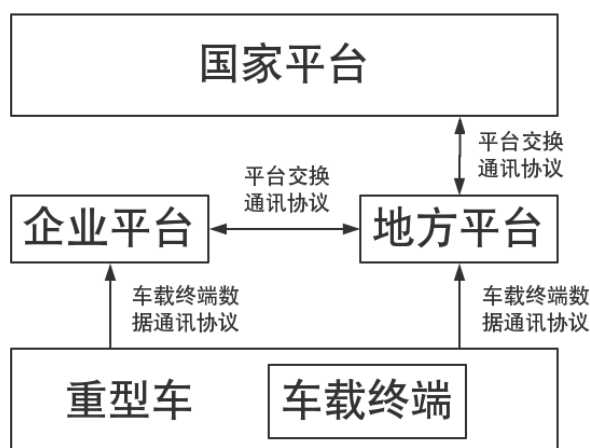 国家平台
平台交换
通讯协议
平台交换
通讯协议
企业平台
地方平台
车载终端数
据通讯协议
车载终端数
据通讯协议
重型车
车载终端